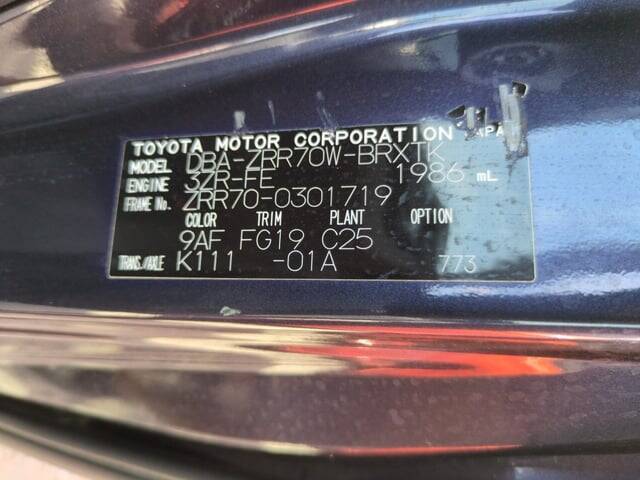 TOYOTA MOTOR CORPORATION JAPAN
MODEL DBA-ZRR70W-BRXTK
ENGINE 3ZR-FE 1986 mL
FRAME No. ZRR70-0301719
COLOR TRIM PLANT OPTION
9AF FG19 C25
TRANS./AXLE K111 -01A 773